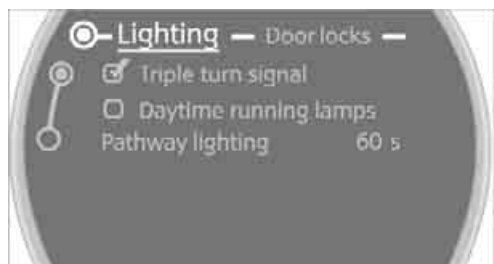 Lighting — Door locks —
Triple turn signal
Daytime running lamps
Pathway lighting 60 s